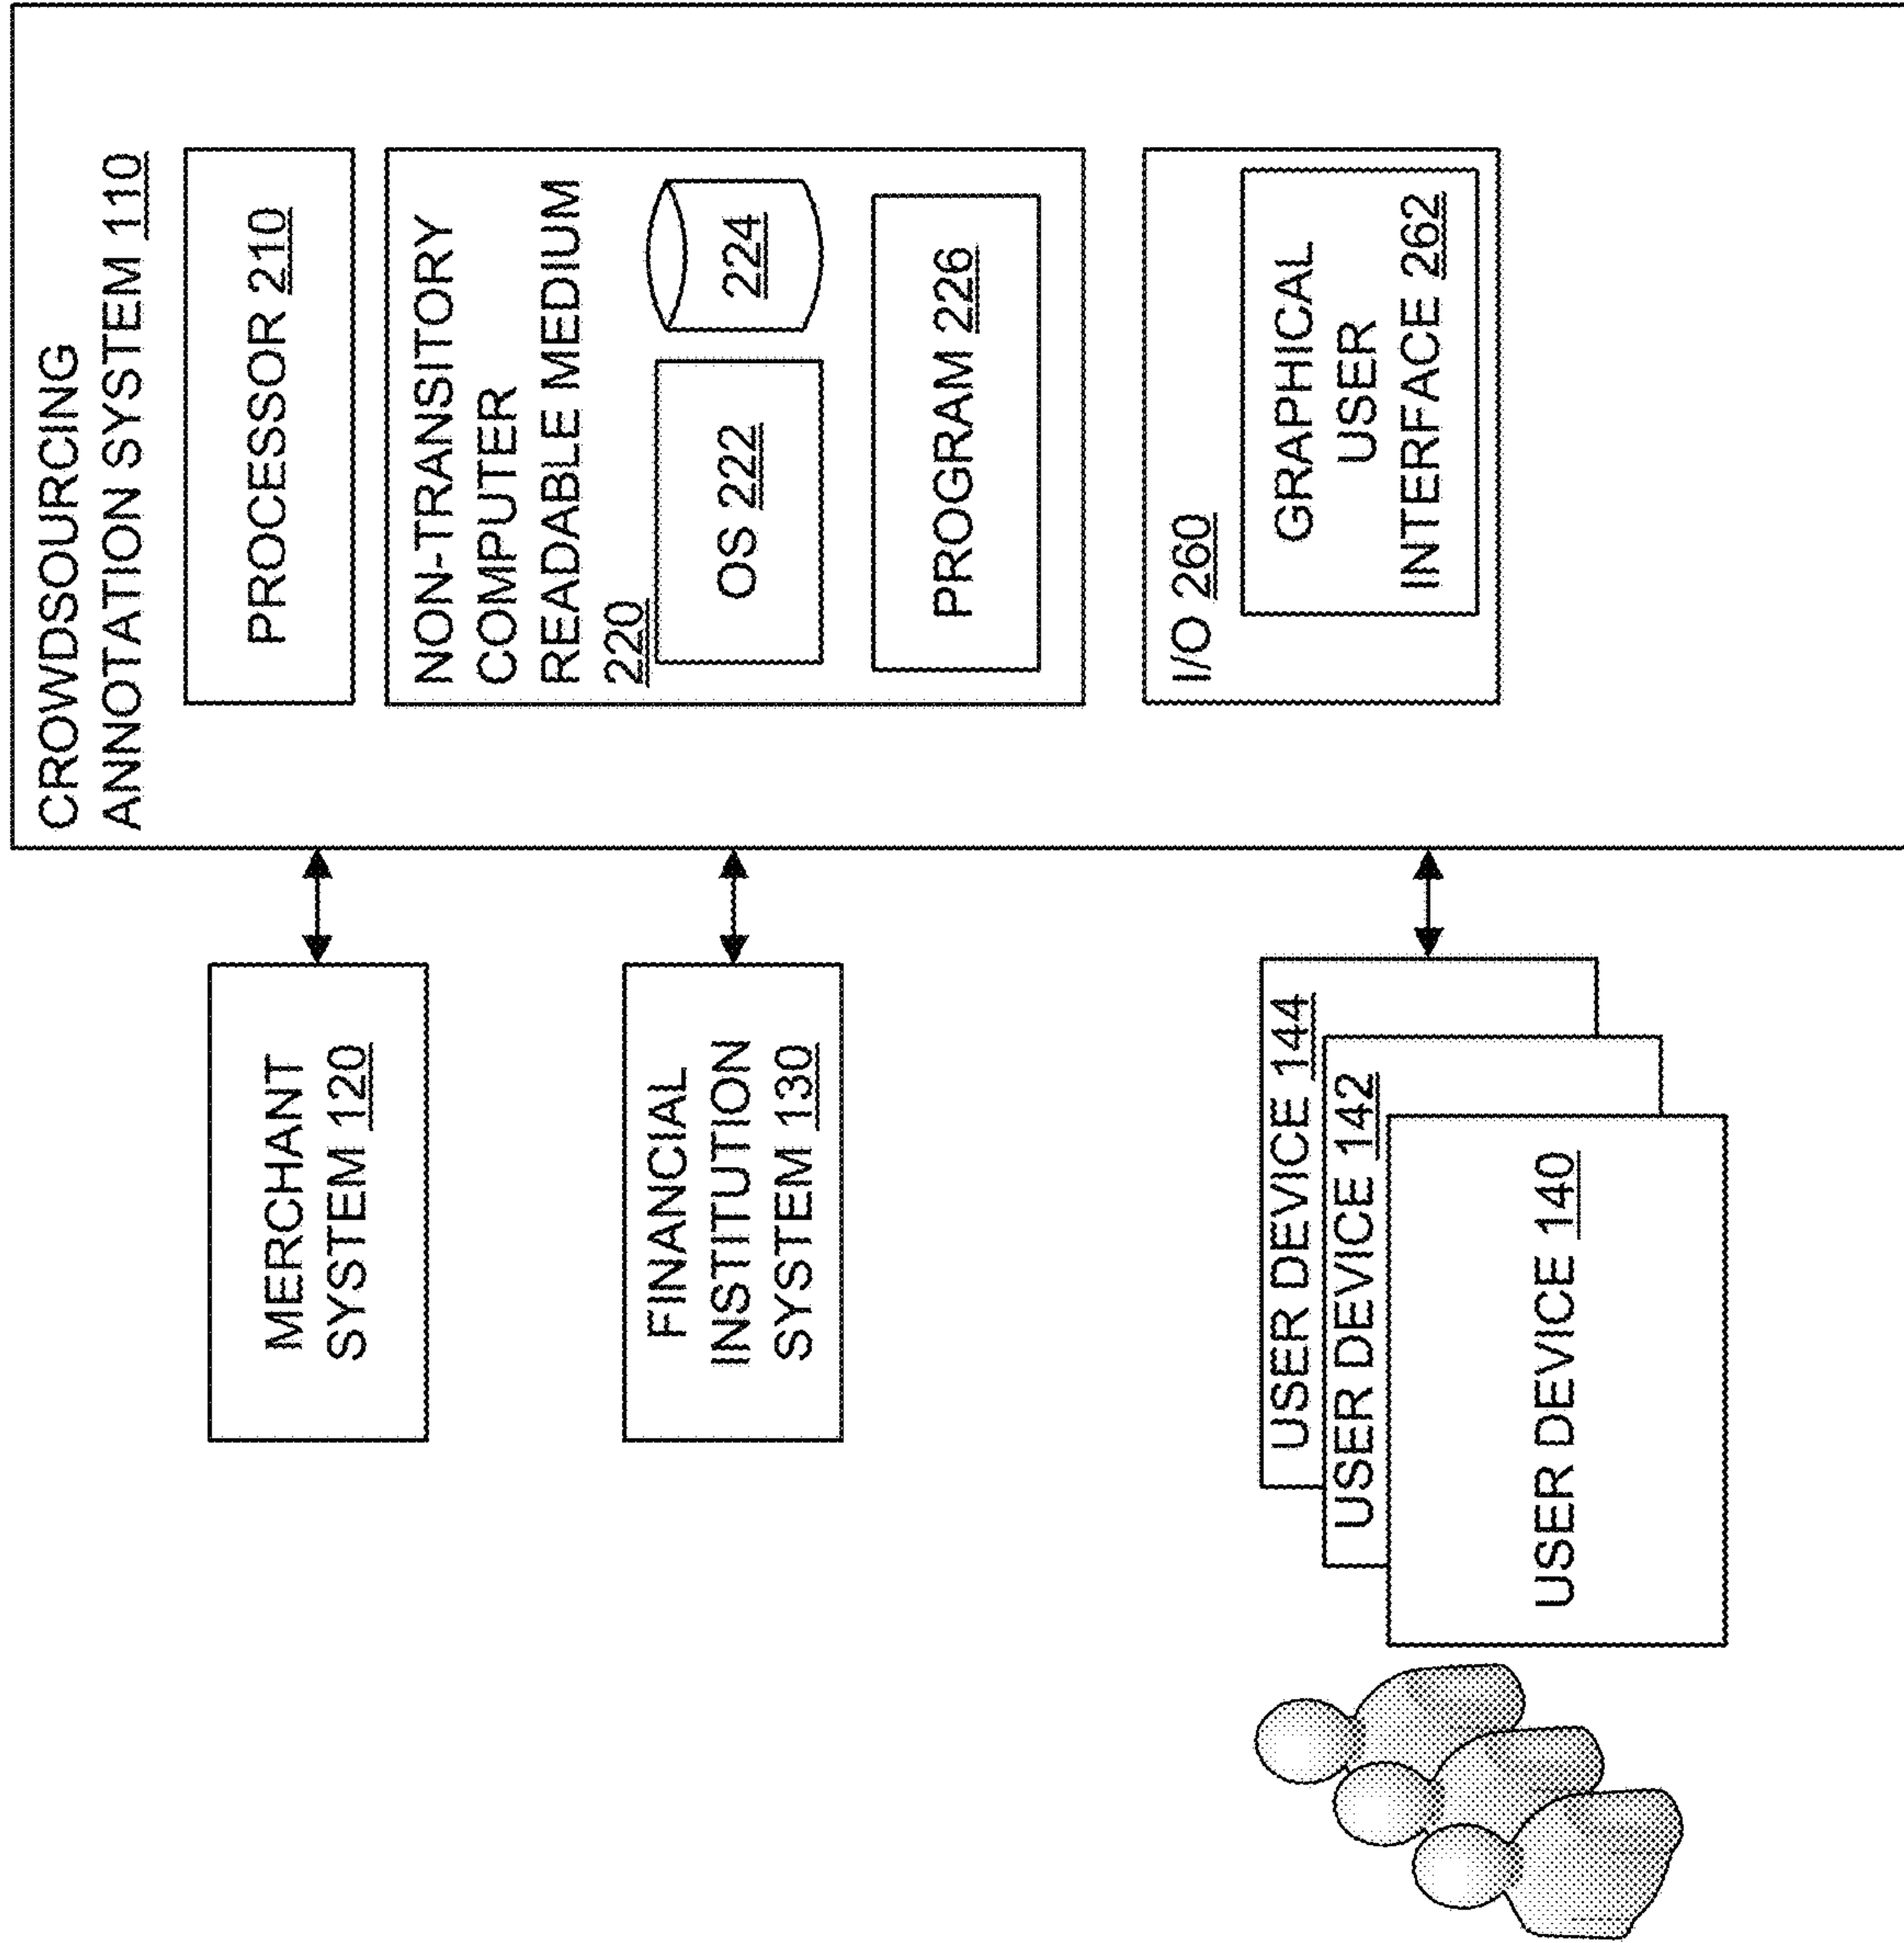 CROWDSOURCING
ANNOTATION SYSTEM 110
PROCESSOR 210
NON-TRANSITORY
COMPUTER
READABLE MEDIUM
220
OS 222
224
PROGRAM 226
I/O 260
GRAPHICAL
USER
INTERFACE 262
MERCHANT
SYSTEM 120
FINANCIAL
INSTITUTION
SYSTEM 130
USER DEVICE 144
USER DEVICE 142
USER DEVICE 140